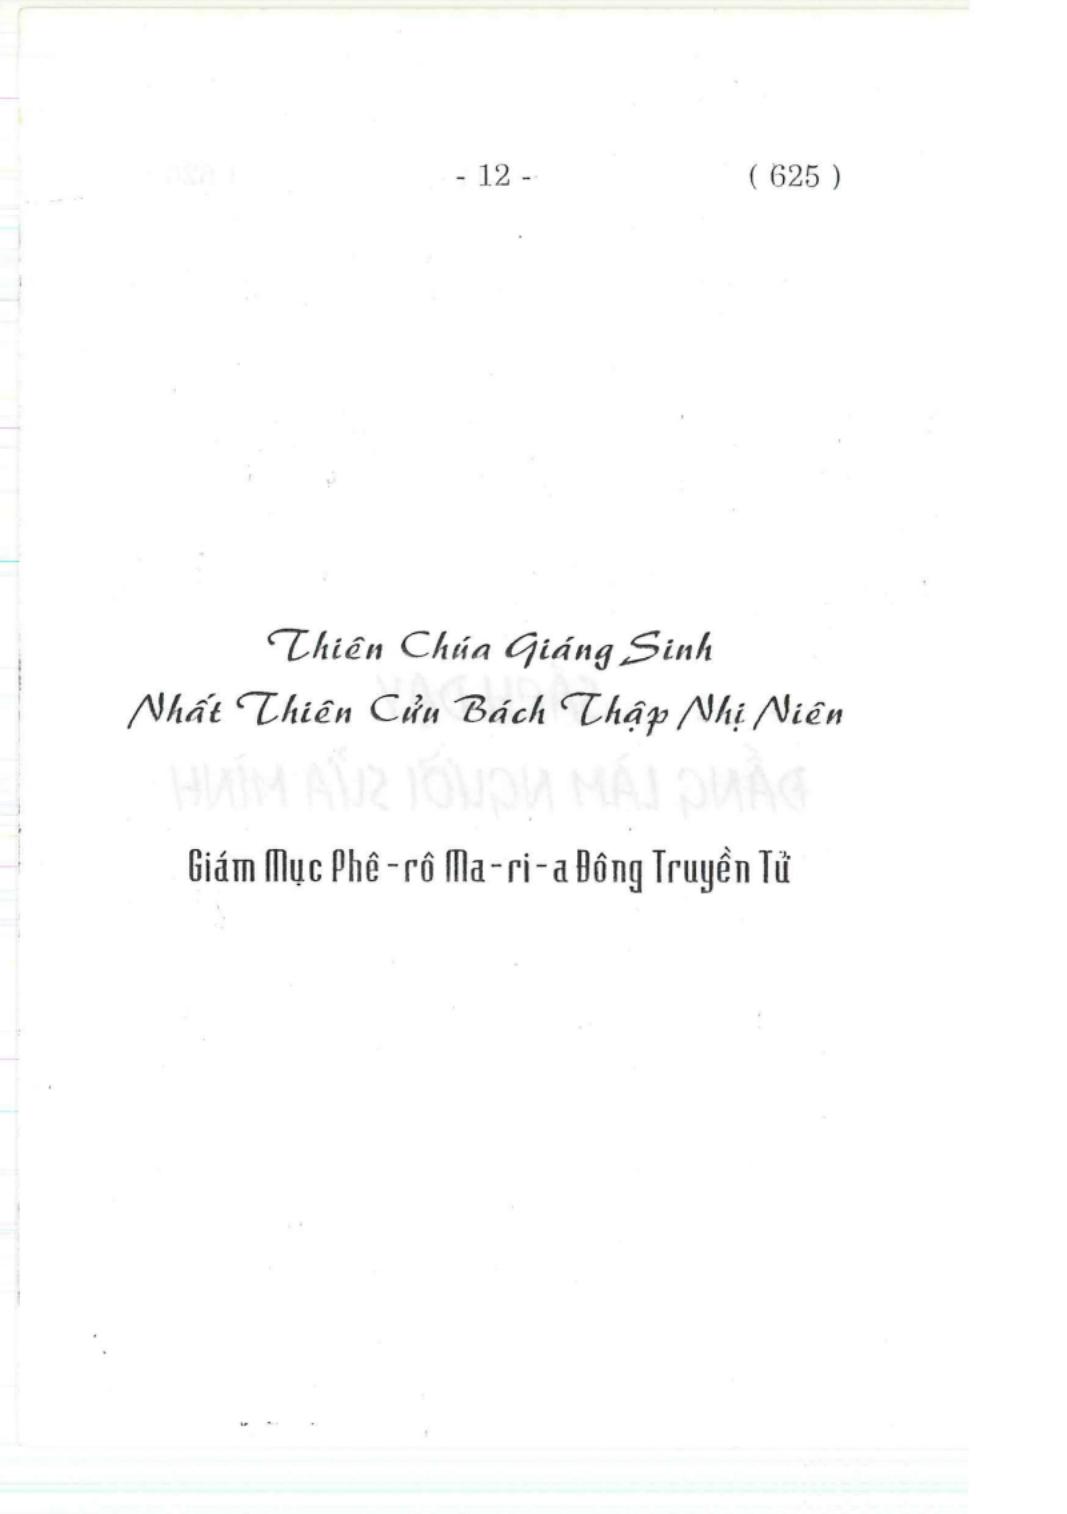 - 12 - ( 625 )
Thiên Chúa Giáng Sinh
Nhất Thiên Cửu Bách Thập Nhị Niên
Giám Mục Phê-rô Ma-ri-a Đông Truyền Tử